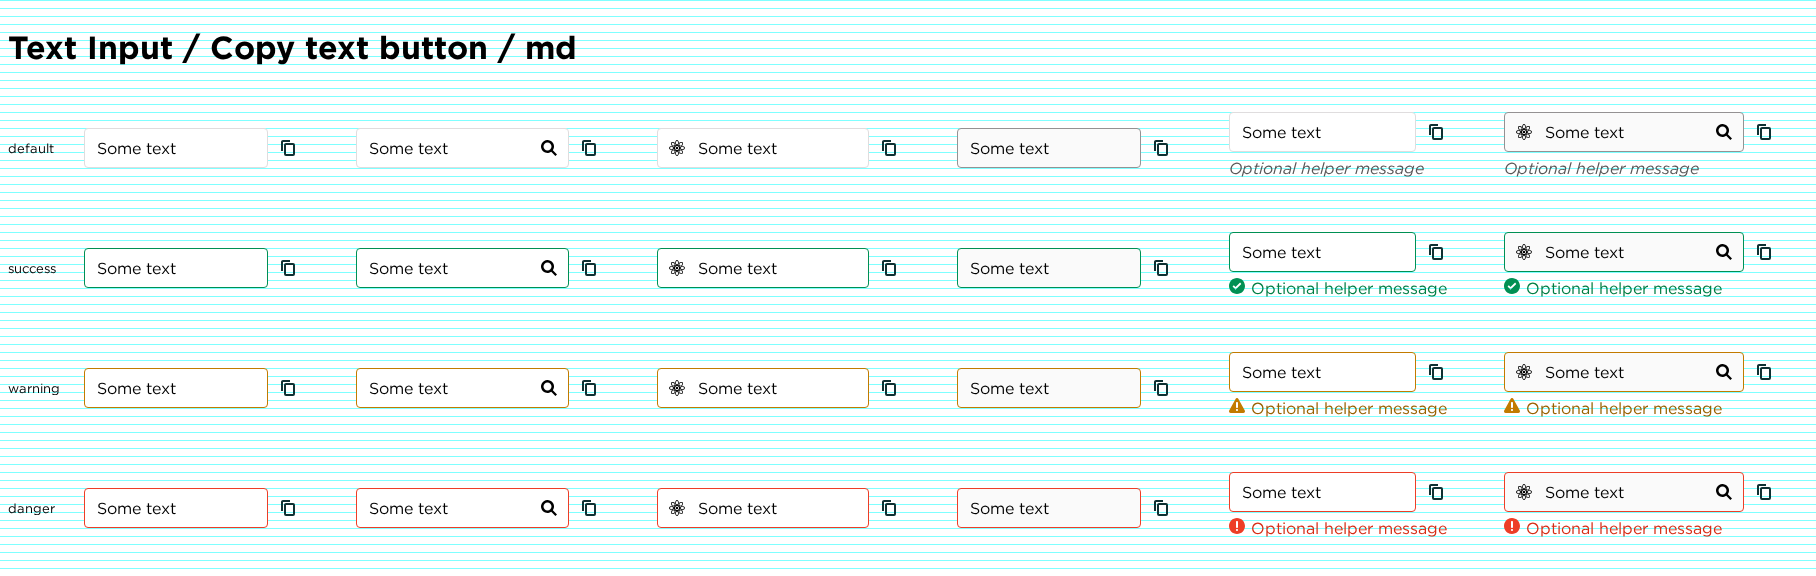 Text Input / Copy text button / md
default Some text Some text Some text Some text Some text Some text
Optional helper message Optional helper message
success Some text Some text Some text Some text Some text Some text
Optional helper message Optional helper message
warning Some text Some text Some text Some text Some text Some text
Optional helper message Optional helper message
danger Some text Some text Some text Some text Some text Some text
Optional helper message Optional helper message